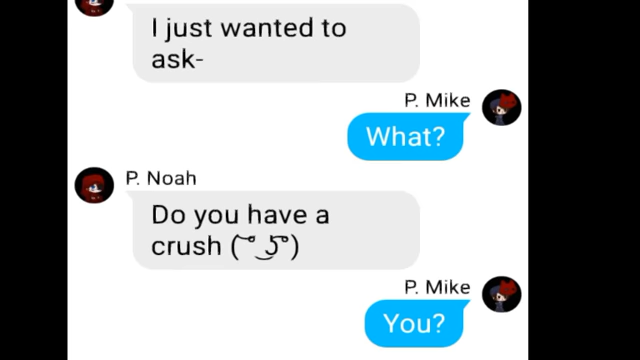 I just wanted to
ask-
P. Mike
What?
P. Noah
Do you have a
crush ( ͡° ͜ʖ ͡°)
P. Mike
You?